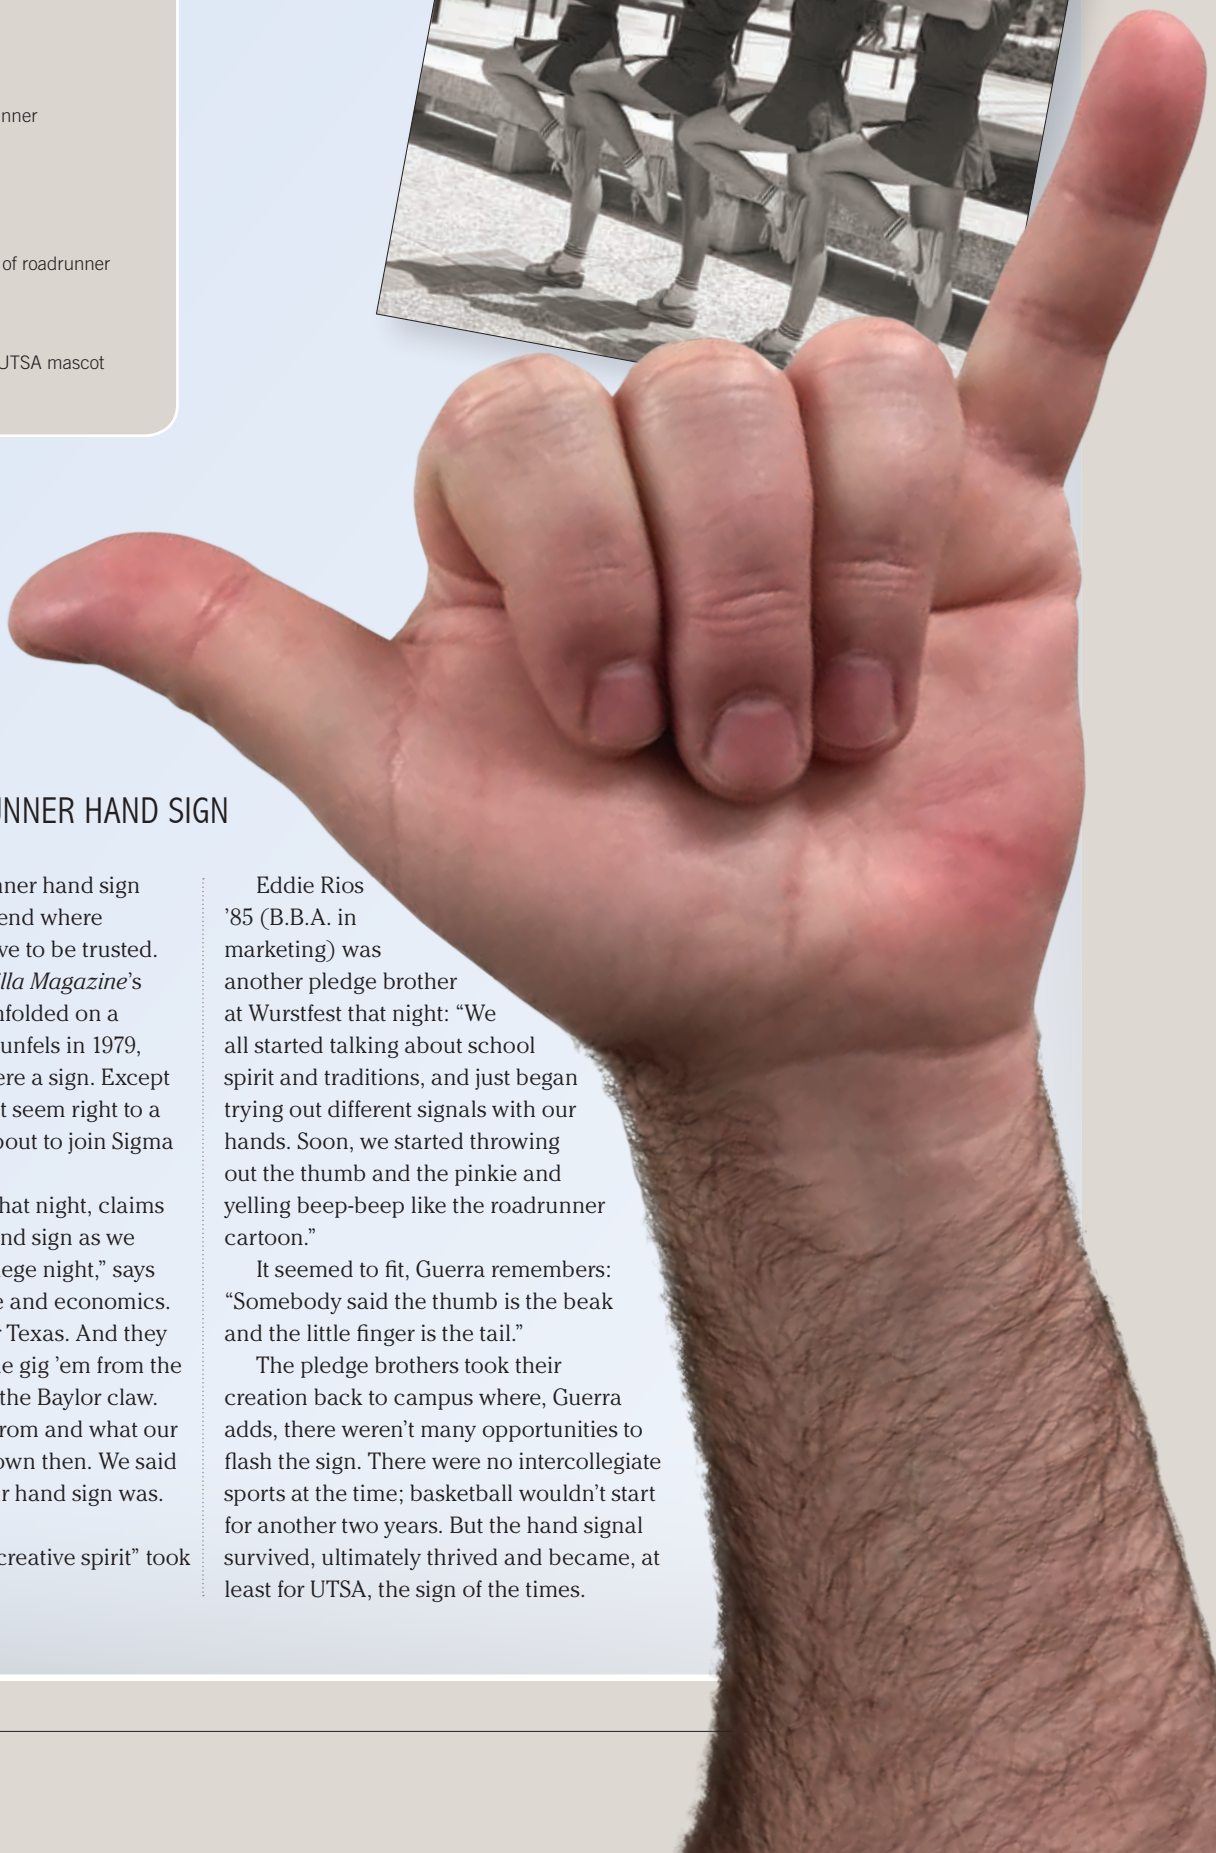 nner
of roadrunner
UTSA mascot
UNNER HAND SIGN
nner hand sign
end where
ve to be trusted.
illa Magazine’s
nfolded on a
unfels in 1979,
ere a sign. Except
t seem right to a
bout to join Sigma
hat night, claims
nd sign as we
lege night,” says
e and economics.
r Texas. And they
e gig ’em from the
the Baylor claw.
rom and what our
own then. We said
r hand sign was.
creative spirit” took
Eddie Rios
’85 (B.B.A. in
marketing) was
another pledge brother
at Wurstfest that night: “We
all started talking about school
spirit and traditions, and just began
trying out different signals with our
hands. Soon, we started throwing
out the thumb and the pinkie and
yelling beep-beep like the roadrunner
cartoon.”
It seemed to fit, Guerra remembers:
“Somebody said the thumb is the beak
and the little finger is the tail.”
The pledge brothers took their
creation back to campus where, Guerra
adds, there weren’t many opportunities to
flash the sign. There were no intercollegiate
sports at the time; basketball wouldn’t start
for another two years. But the hand signal
survived, ultimately thrived and became, at
least for UTSA, the sign of the times.